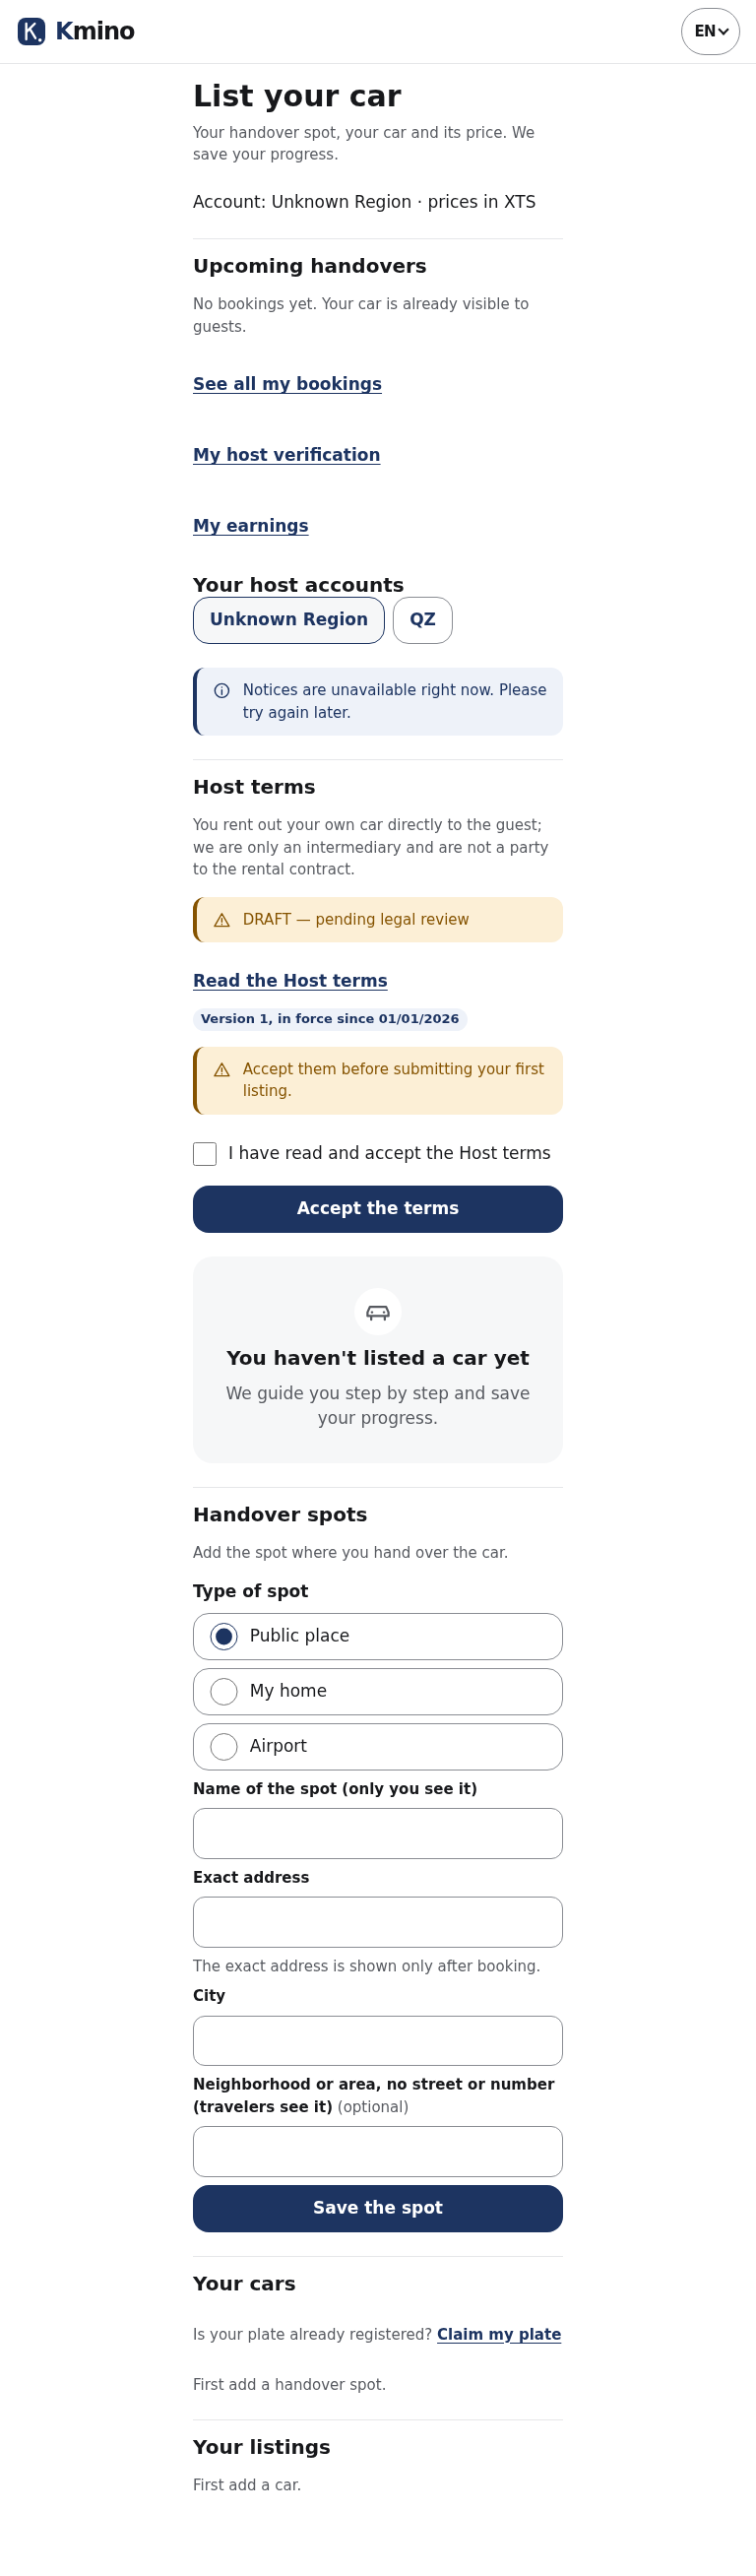 Kmino
EN
List your car
Your handover spot, your car and its price. We
save your progress.
Account: Unknown Region · prices in XTS
Upcoming handovers
No bookings yet. Your car is already visible to
guests.
See all my bookings
My host verification
My earnings
Your host accounts
Unknown Region
QZ
Notices are unavailable right now. Please
try again later.
Host terms
You rent out your own car directly to the guest;
we are only an intermediary and are not a party
to the rental contract.
DRAFT — pending legal review
Read the Host terms
Version 1, in force since 01/01/2026
Accept them before submitting your first
listing.
I have read and accept the Host terms
Accept the terms
You haven't listed a car yet
We guide you step by step and save
your progress.
Handover spots
Add the spot where you hand over the car.
Type of spot
Public place
My home
Airport
Name of the spot (only you see it)
Exact address
The exact address is shown only after booking.
City
Neighborhood or area, no street or number
(travelers see it) (optional)
Save the spot
Your cars
Is your plate already registered? Claim my plate
First add a handover spot.
Your listings
First add a car.